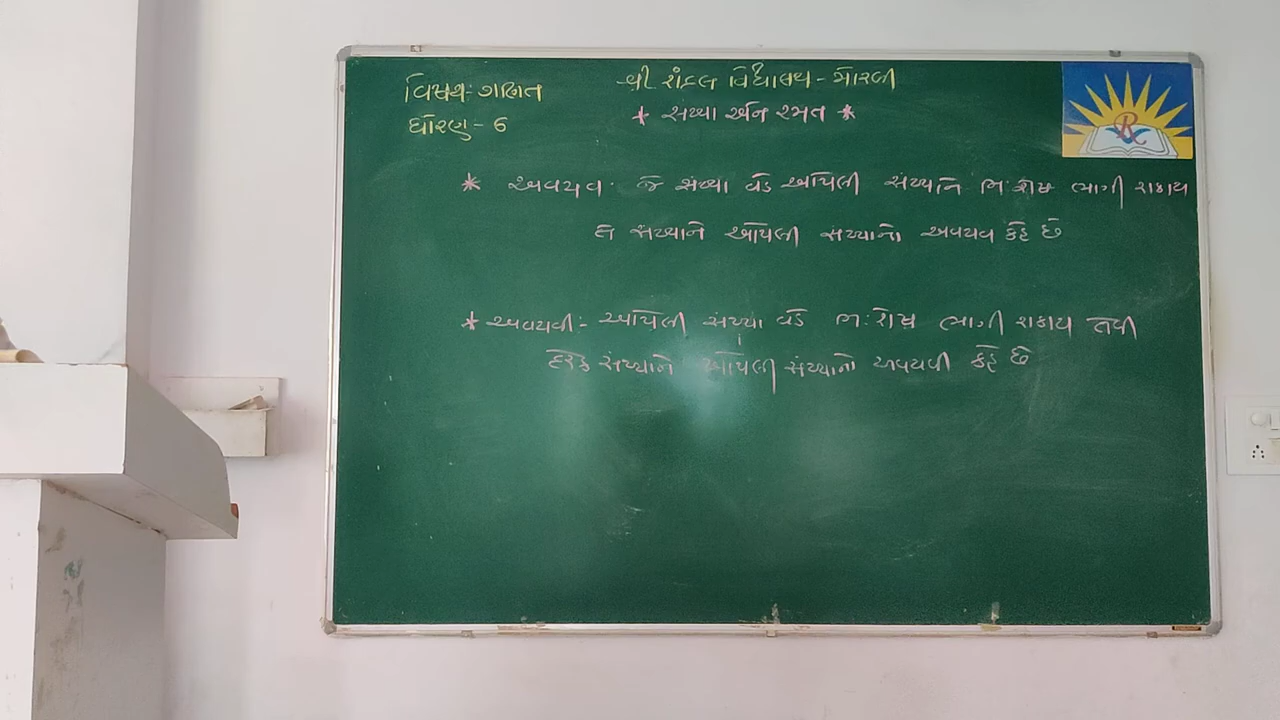 વિષય:- ગણિત
ધોરણ - 6
શ્રી રાંદલ વિદ્યાલય - મોરબી
* સંખ્યા સાથે રમત *
* અવયવ: જે સંખ્યા વડે આપેલી સંખ્યાને નિ:શેષ ભાગી શકાય
તે સંખ્યાને આપેલી સંખ્યાનો અવયવ કહે છે
* અવયવી:- આપેલી સંખ્યા વડે નિ:શેષ ભાગી શકાય તેવી
દરેક સંખ્યાને આપેલી સંખ્યાનો અવયવી કહે છે
R